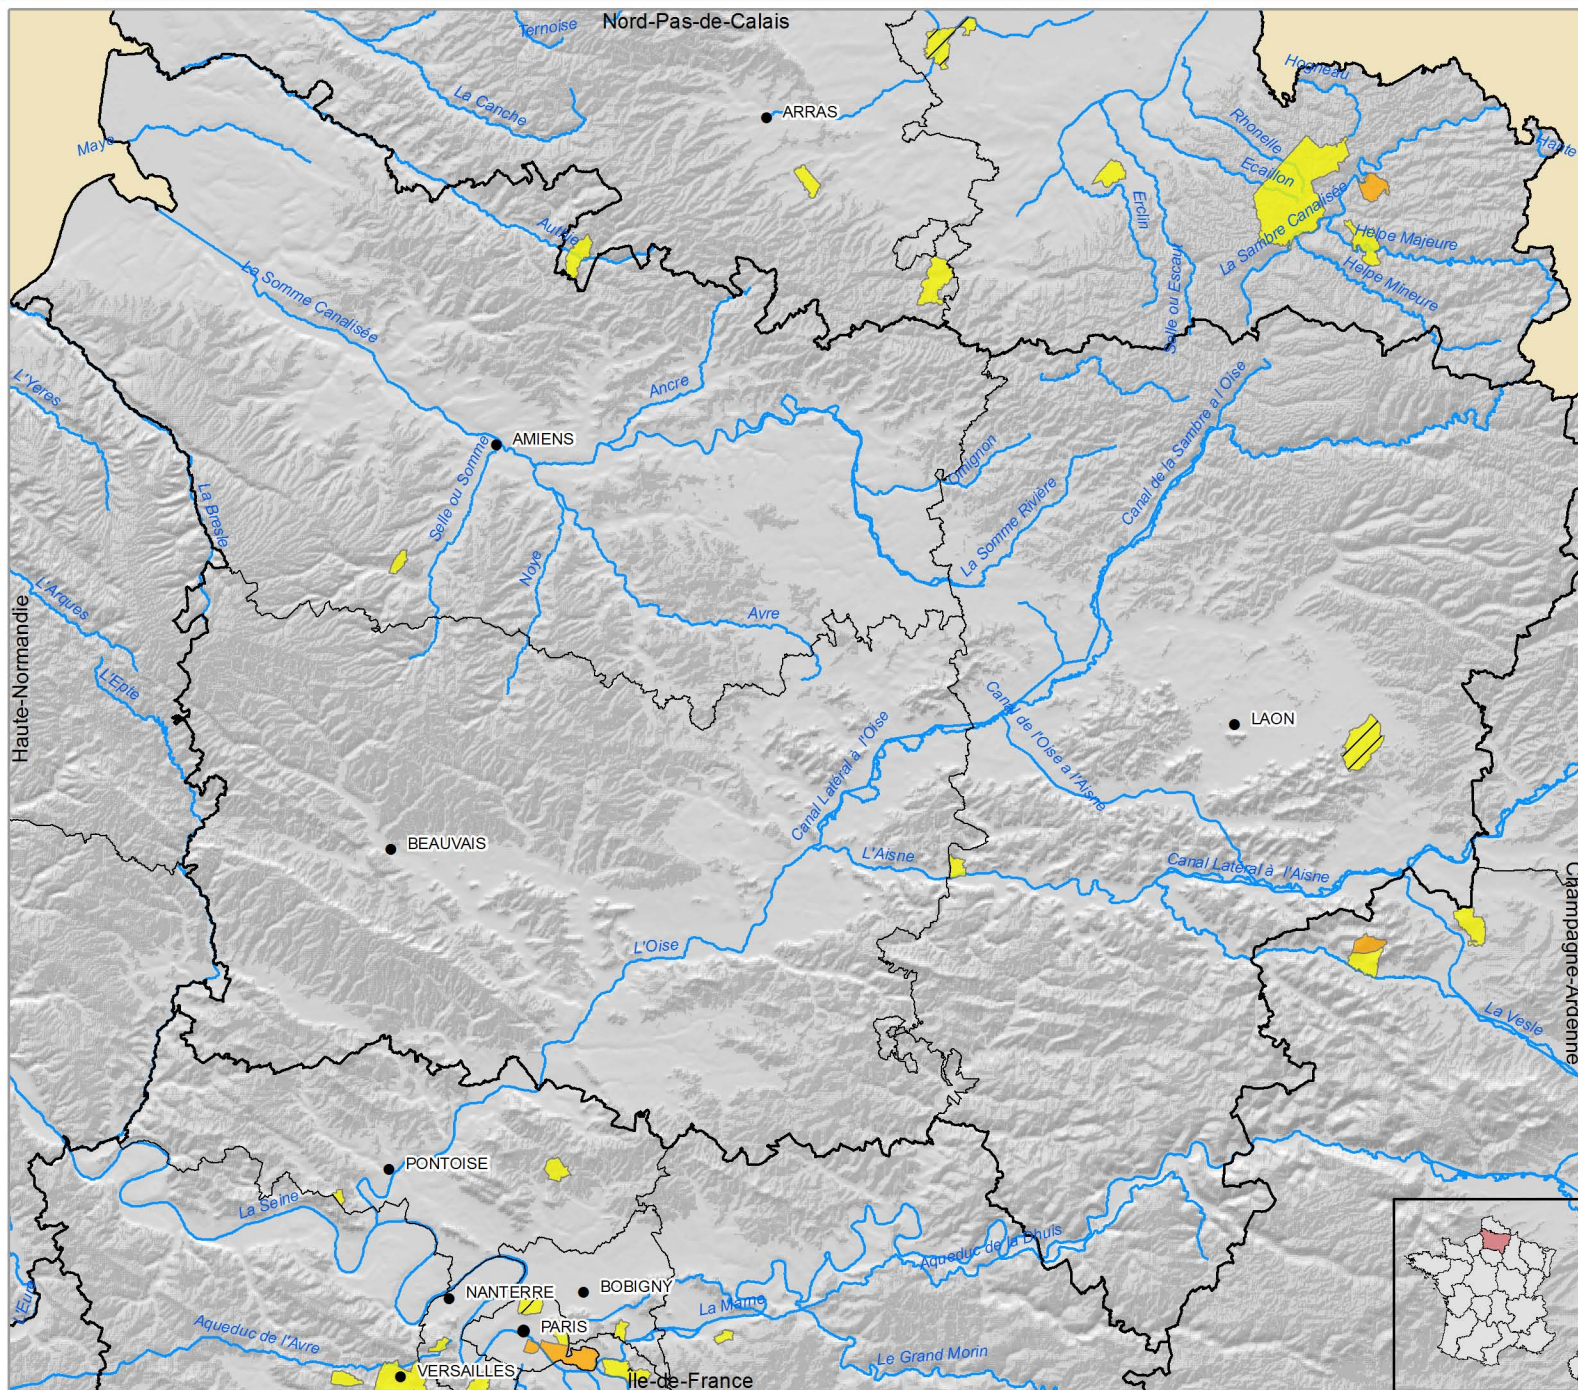 Nord-Pas-de-Calais
Ternoise
La Canche
ARRAS
Hogneau
Rhonelle
Hante
Maye
Ecaillon
Erclin
La Sambre Canalisée
Helpe Majeure
Authie
Helpe Mineure
La Somme Canalisée
Selle ou Escaut
L'Yeres
Ancre
Canal de la Sambre a l'Oise
AMIENS
Selle ou Somme
Omignon
La Bresle
La Somme Rivière
Noye
L'Arques
Avre
Haute-Normandie
L'Epte
Canal de l'Oise a l'Aisne
LAON
Canal Latéral à l'Oise
BEAUVAIS
L'Aisne
Canal Latéral à l'Aisne
Champagne-Ardenne
L'Oise
La Vesle
PONTOISE
La Seine
Aqueduc de la Dhuis
L'Eure
NANTERRE
BOBIGNY
La Marne
PARIS
Aqueduc de l'Avre
Le Grand Morin
VERSAILLES
Île-de-France